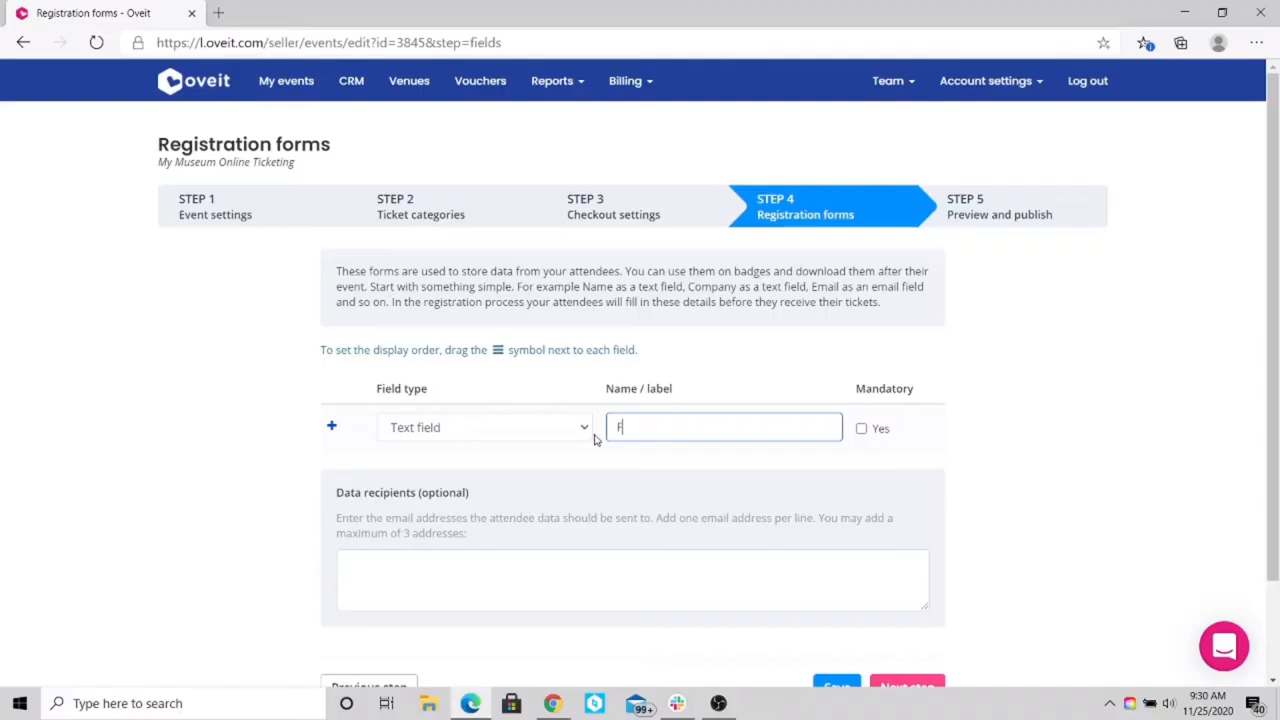 Registration forms - Oveit
https://l.oveit.com/seller/events/edit?id=3845&step=fields
oveit My events CRM Venues Vouchers Reports Billing Team Account settings Log out
Registration forms
My Museum Online Ticketing
STEP 1 STEP 2 STEP 3 STEP 4 STEP 5
Event settings Ticket categories Checkout settings Registration forms Preview and publish
These forms are used to store data from your attendees. You can use them on badges and download them after their
event. Start with something simple. For example Name as a text field, Company as a text field, Email as an email field
and so on. In the registration process your attendees will fill in these details before they receive their tickets.
To set the display order, drag the symbol next to each field.
Field type Name / label Mandatory
Text field F Yes
Data recipients (optional)
Enter the email addresses the attendee data should be sent to. Add one email address per line. You may add a
maximum of 3 addresses:
Previous step Save Next step
Type here to search 99+ 9:30 AM
11/25/2020 40